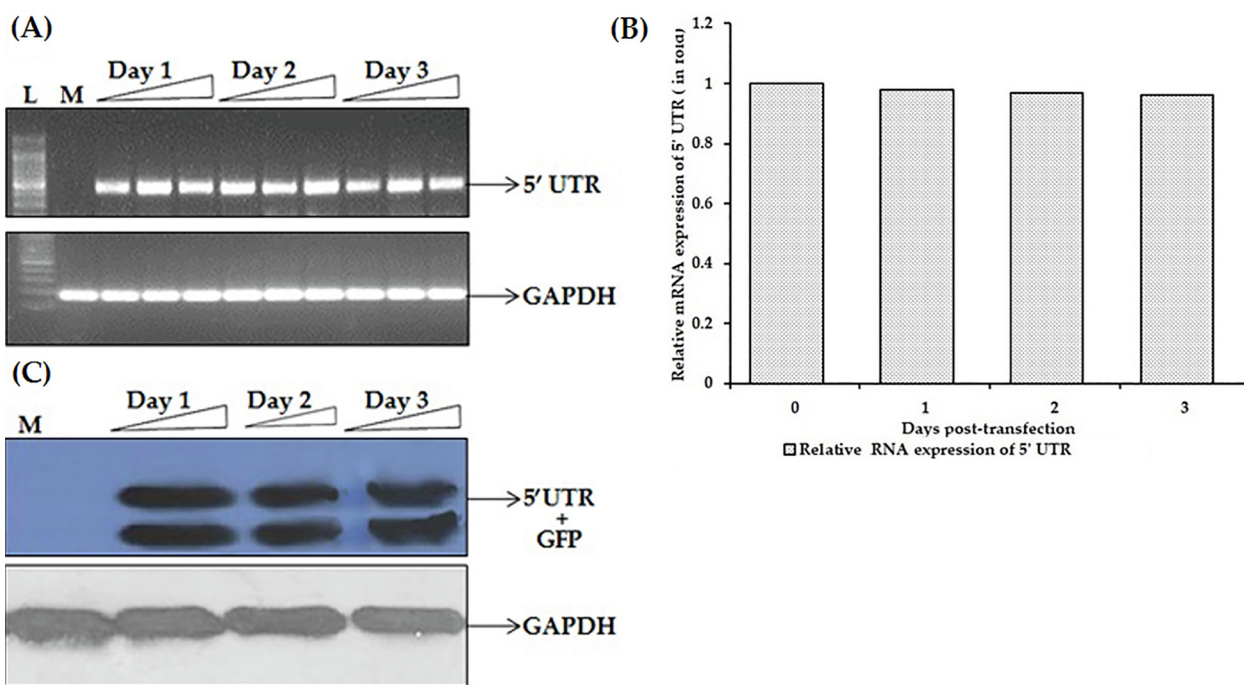 (A)
Day 1 Day 2 Day 3
L M
5' UTR
GAPDH
(B)
1.2
1
0.8
0.6
0.4
0.2
0
Relative mRNA expression of 5' UTR ( in fold)
0 1 2 3
Days post-transfection
Relative RNA expression of 5' UTR
(C)
Day 1 Day 2 Day 3
M
5'UTR
+
GFP
GAPDH